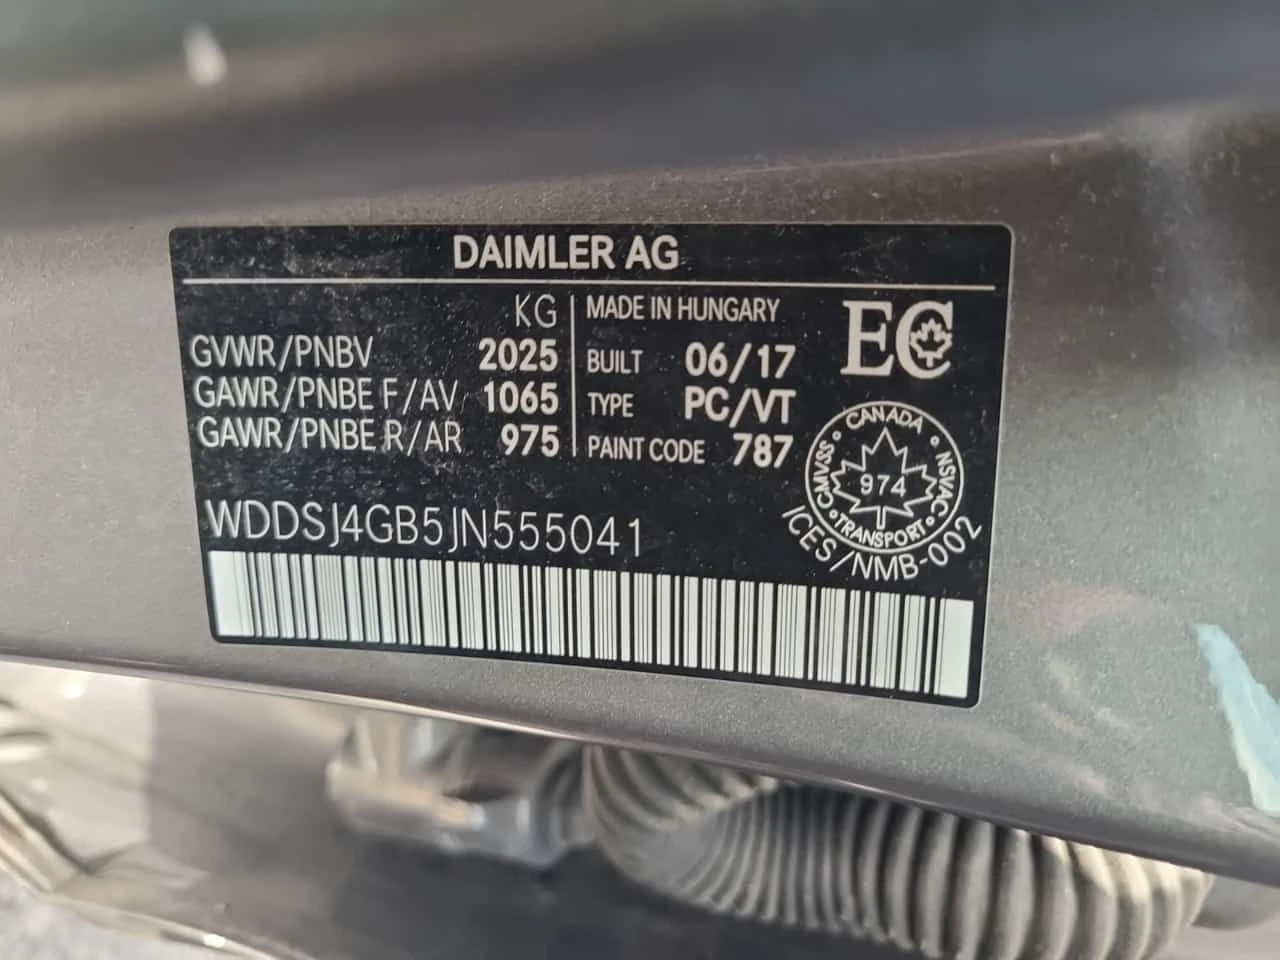 DAIMLER AG
KG
GVWR/PNBV 2025
GAWR/PNBE F/AV 1065
GAWR/PNBE R/AR 975
MADE IN HUNGARY
BUILT 06/17
TYPE PC/VT
PAINT CODE 787
EC
CANADA
CMVSS
974
NSVAC
TRANSPORT
ICES/NMB-002
WDDSJ4GB5JN555041